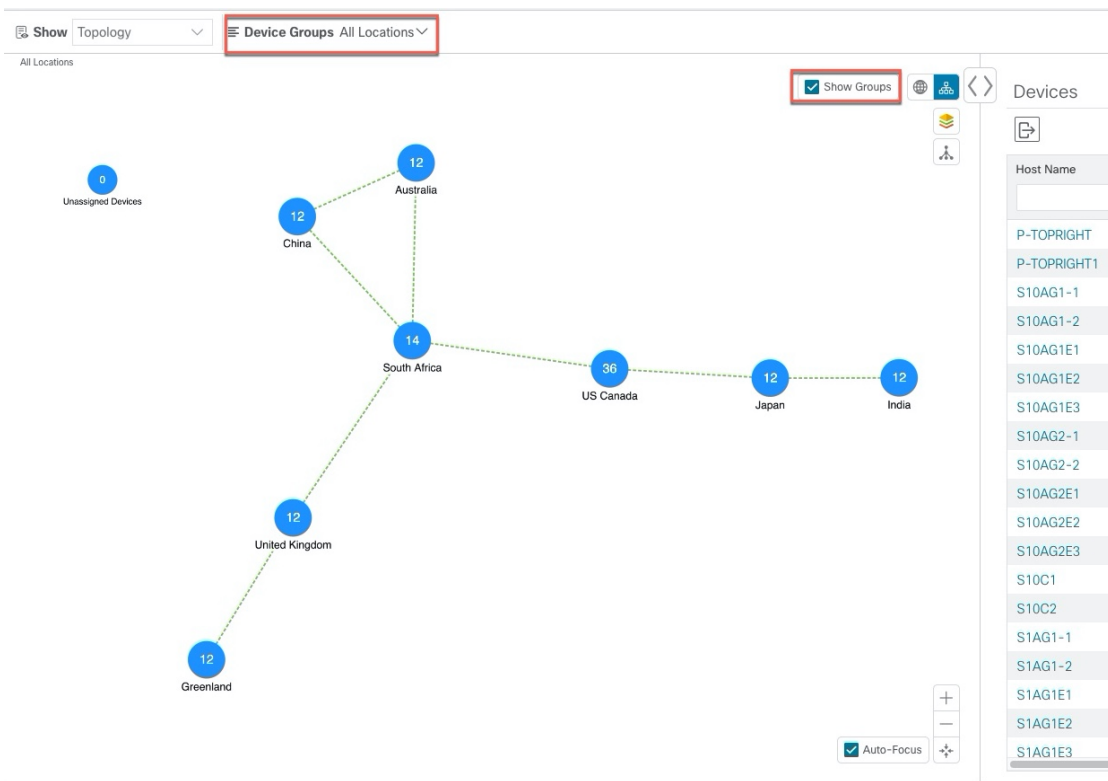 Show Topology Device Groups All Locations
All Locations
Show Groups
Devices
Host Name
0
Unassigned Devices
12
Australia
12
China
14
South Africa
36
US Canada
12
Japan
12
India
12
United Kingdom
12
Greenland
Auto-Focus
P-TOPRIGHT
P-TOPRIGHT1
S10AG1-1
S10AG1-2
S10AG1E1
S10AG1E2
S10AG1E3
S10AG2-1
S10AG2-2
S10AG2E1
S10AG2E2
S10AG2E3
S10C1
S10C2
S1AG1-1
S1AG1-2
S1AG1E1
S1AG1E2
S1AG1E3